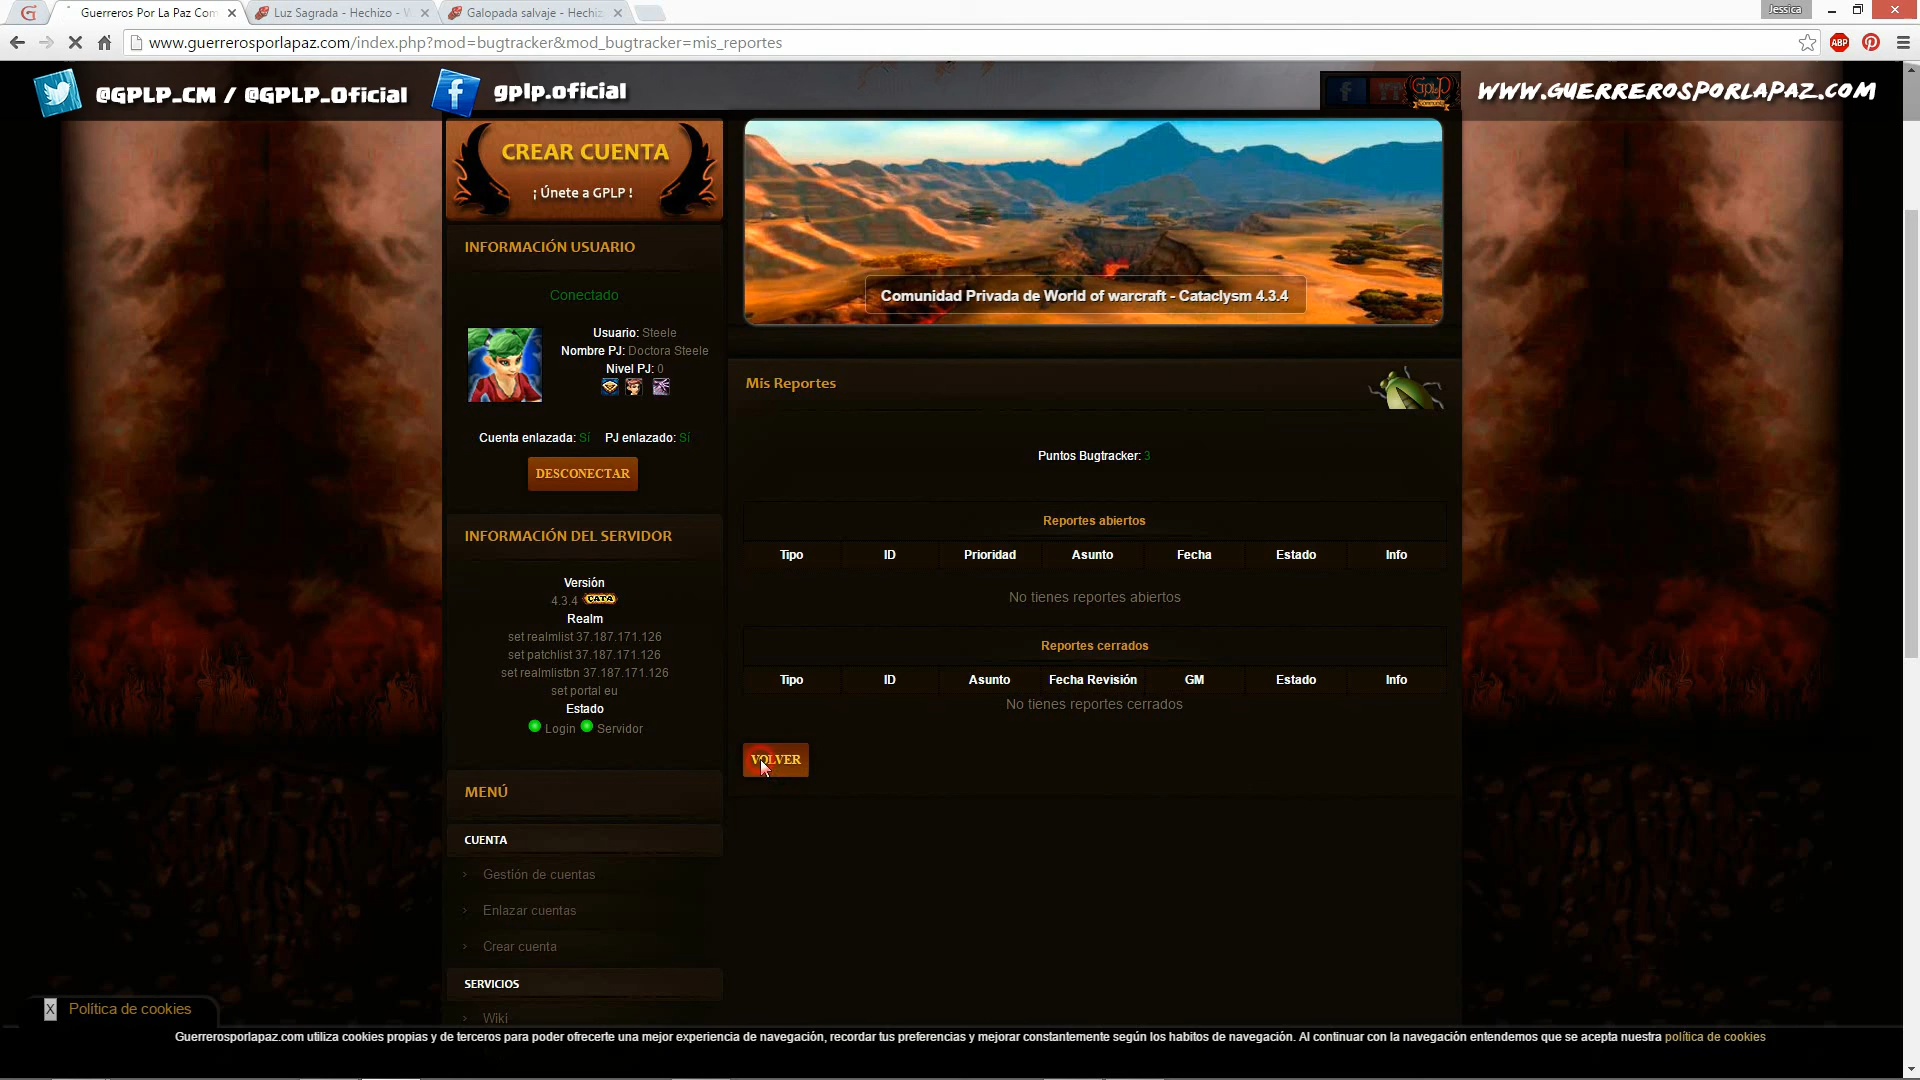 Guerreros Por La Paz Com
Luz Sagrada - Hechizo - W
Galopada salvaje - Hechiz
Jessica
www.guerrerosporlapaz.com/index.php?mod=bugtracker&mod_bugtracker=mis_reportes
ABP
@GPLP_CM / @GPLP_Oficial
gplp.oficial
www.guerrerosporlapaz.com
CREAR CUENTA
¡ Únete a GPLP !
Comunidad Privada de World of warcraft - Cataclysm 4.3.4
INFORMACIÓN USUARIO
Conectado
Usuario: Steele
Nombre PJ: Doctora Steele
Nivel PJ: 0
Cuenta enlazada: Sí PJ enlazado: Sí
DESCONECTAR
INFORMACIÓN DEL SERVIDOR
Versión
4.3.4 CATA
Realm
set realmlist 37.187.171.126
set patchlist 37.187.171.126
set realmlistbn 37.187.171.126
set portal eu
Estado
Login Servidor
MENÚ
CUENTA
Gestión de cuentas
Enlazar cuentas
Crear cuenta
SERVICIOS
Wiki
Mis Reportes
Puntos Bugtracker: 3
Reportes abiertos
Tipo ID Prioridad Asunto Fecha Estado Info
No tienes reportes abiertos
Reportes cerrados
Tipo ID Asunto Fecha Revisión GM Estado Info
No tienes reportes cerrados
VOLVER
X Política de cookies
Guerrerosporlapaz.com utiliza cookies propias y de terceros para poder ofrecerte una mejor experiencia de navegación, recordar tus preferencias y mejorar constantemente según los habitos de navegación. Al continuar con la navegación entendemos que se acepta nuestra política de cookies